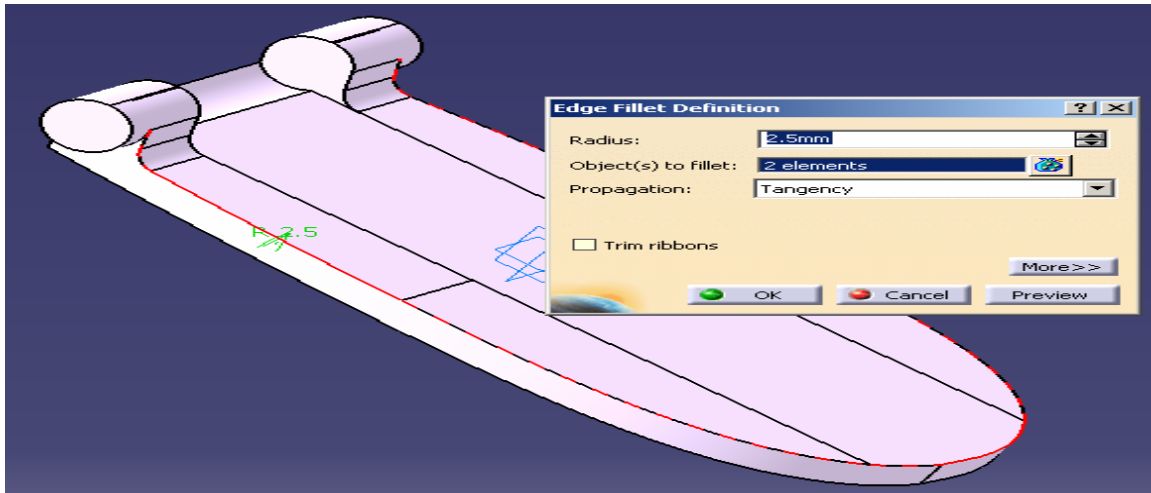 Edge Fillet Definition
Radius: 2.5mm
Object(s) to fillet: 2 elements
Propagation: Tangency
Trim ribbons
More>>
OK Cancel Preview
R 2.5